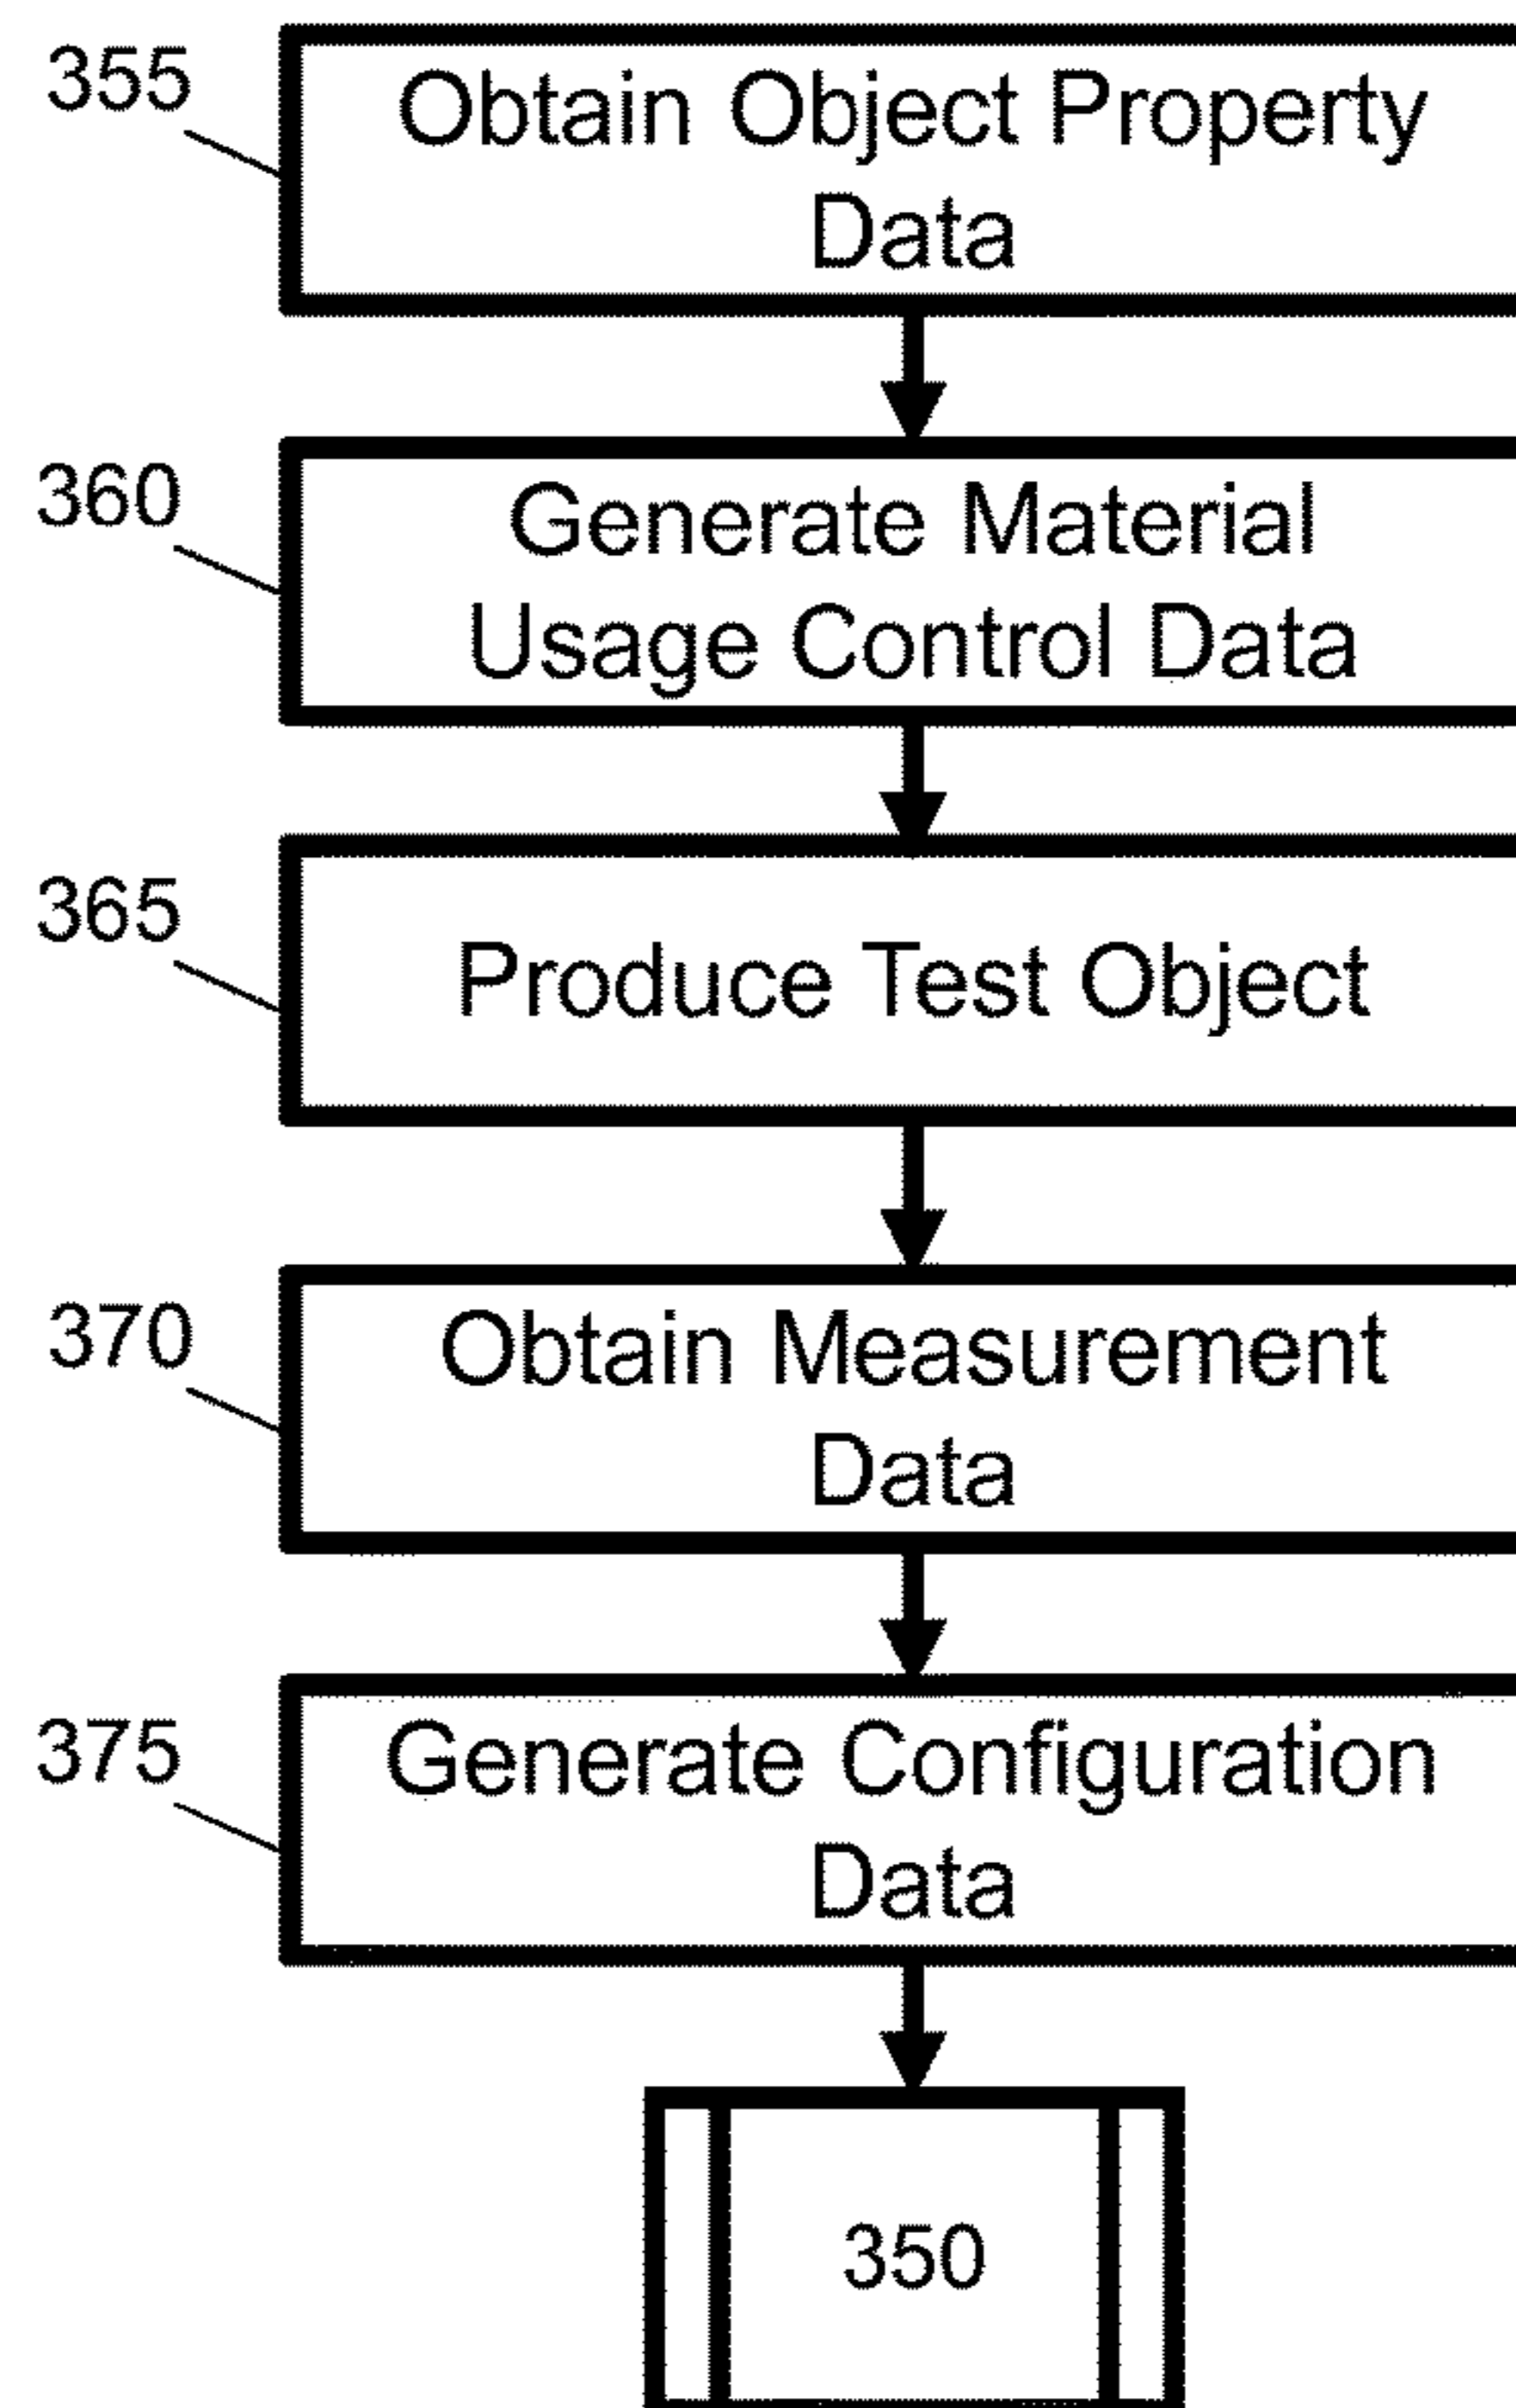 355
Obtain Object Property
Data
360
Generate Material
Usage Control Data
365
Produce Test Object
370
Obtain Measurement
Data
375
Generate Configuration
Data
350